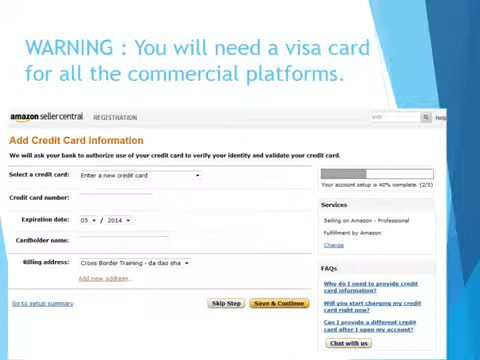 WARNING : You will need a visa card
for all the commercial platforms.
amazon seller central REGISTRATION
Help
Add Credit Card Information
We will ask your bank to authorize use of your credit card to verify your identity and validate your credit card.
Select a credit card: Enter a new credit card
Your account setup is 40% complete. (2/5)
Credit card number:
Services
Expiration date: 05 / 2014
Selling on Amazon - Professional
Fulfillment by Amazon
Cardholder name:
Change
Billing address: Cross Border Training - da dao sha
FAQs
Add new address..
Why do I need to provide credit
card information?
Go to setup summary Skip Step Save & Continue
Will you start charging my credit
card right now?
Can I provide a different credit
card after I open my account?
Chat with us